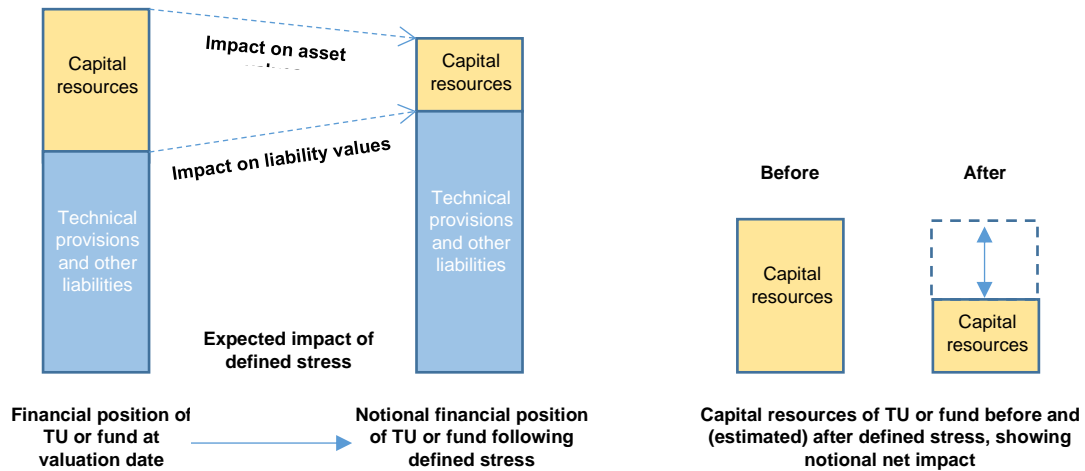 Capital
resources
Impact on asset
Capital
resources
Impact on liability values
Technical
provisions
and other
liabilities
Technical
provisions
and other
liabilities
Expected impact of
defined stress
Financial position of
TU or fund at
valuation date
Notional financial position
of TU or fund following
defined stress
Before
After
Capital
resources
Capital
resources
Capital resources of TU or fund before and
(estimated) after defined stress, showing
notional net impact